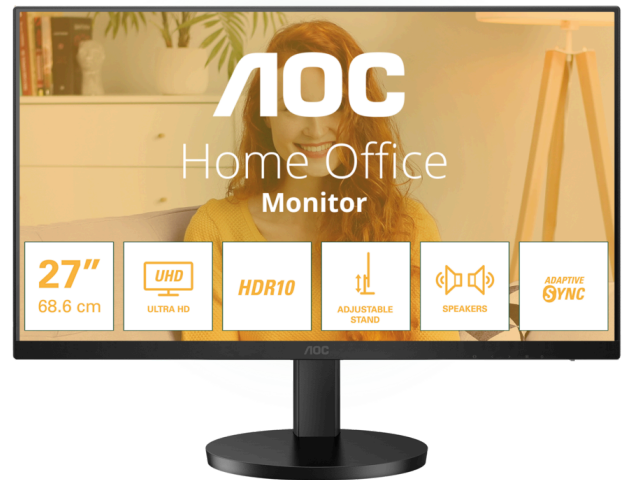 AOC
Home Office
Monitor
27"
68.6 cm
UHD
ULTRA HD
HDR10
ADJUSTABLE
STAND
SPEAKERS
ADAPTIVE
SYNC
AOC